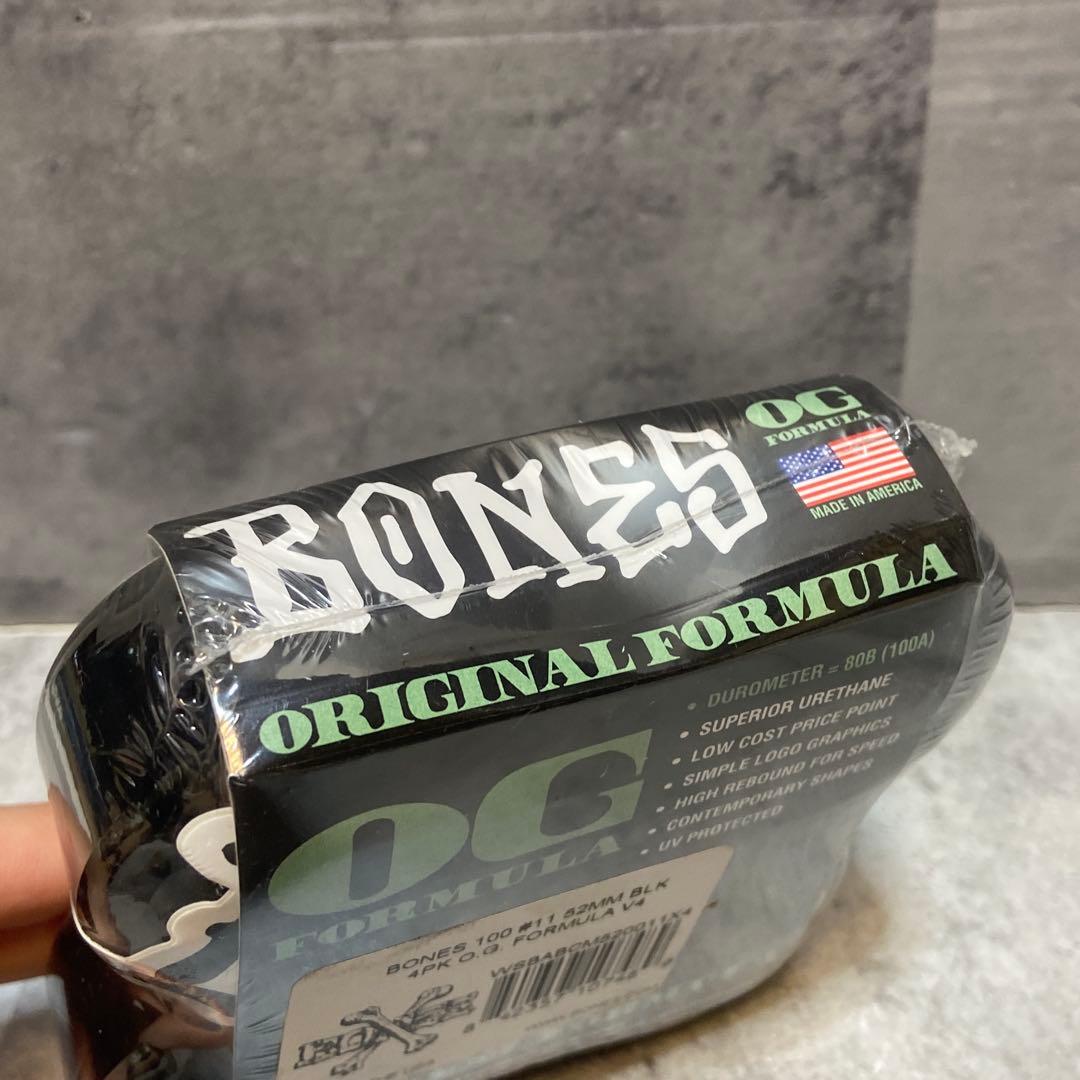 BONES
OG
FORMULA
MADE IN AMERICA
ORIGINAL FORMULA
OG
FORMULA
• DUROMETER = 80B (100A)
• SUPERIOR URETHANE
• LOW COST PRICE POINT
• SIMPLE LOGO GRAPHICS
• HIGH REBOUND FOR SPEED
• CONTEMPORARY SHAPES
• UV PROTECTED
BONES 100 #11 52MM BLK
4PK O.G. FORMULA V4
WSBABCM520011X4